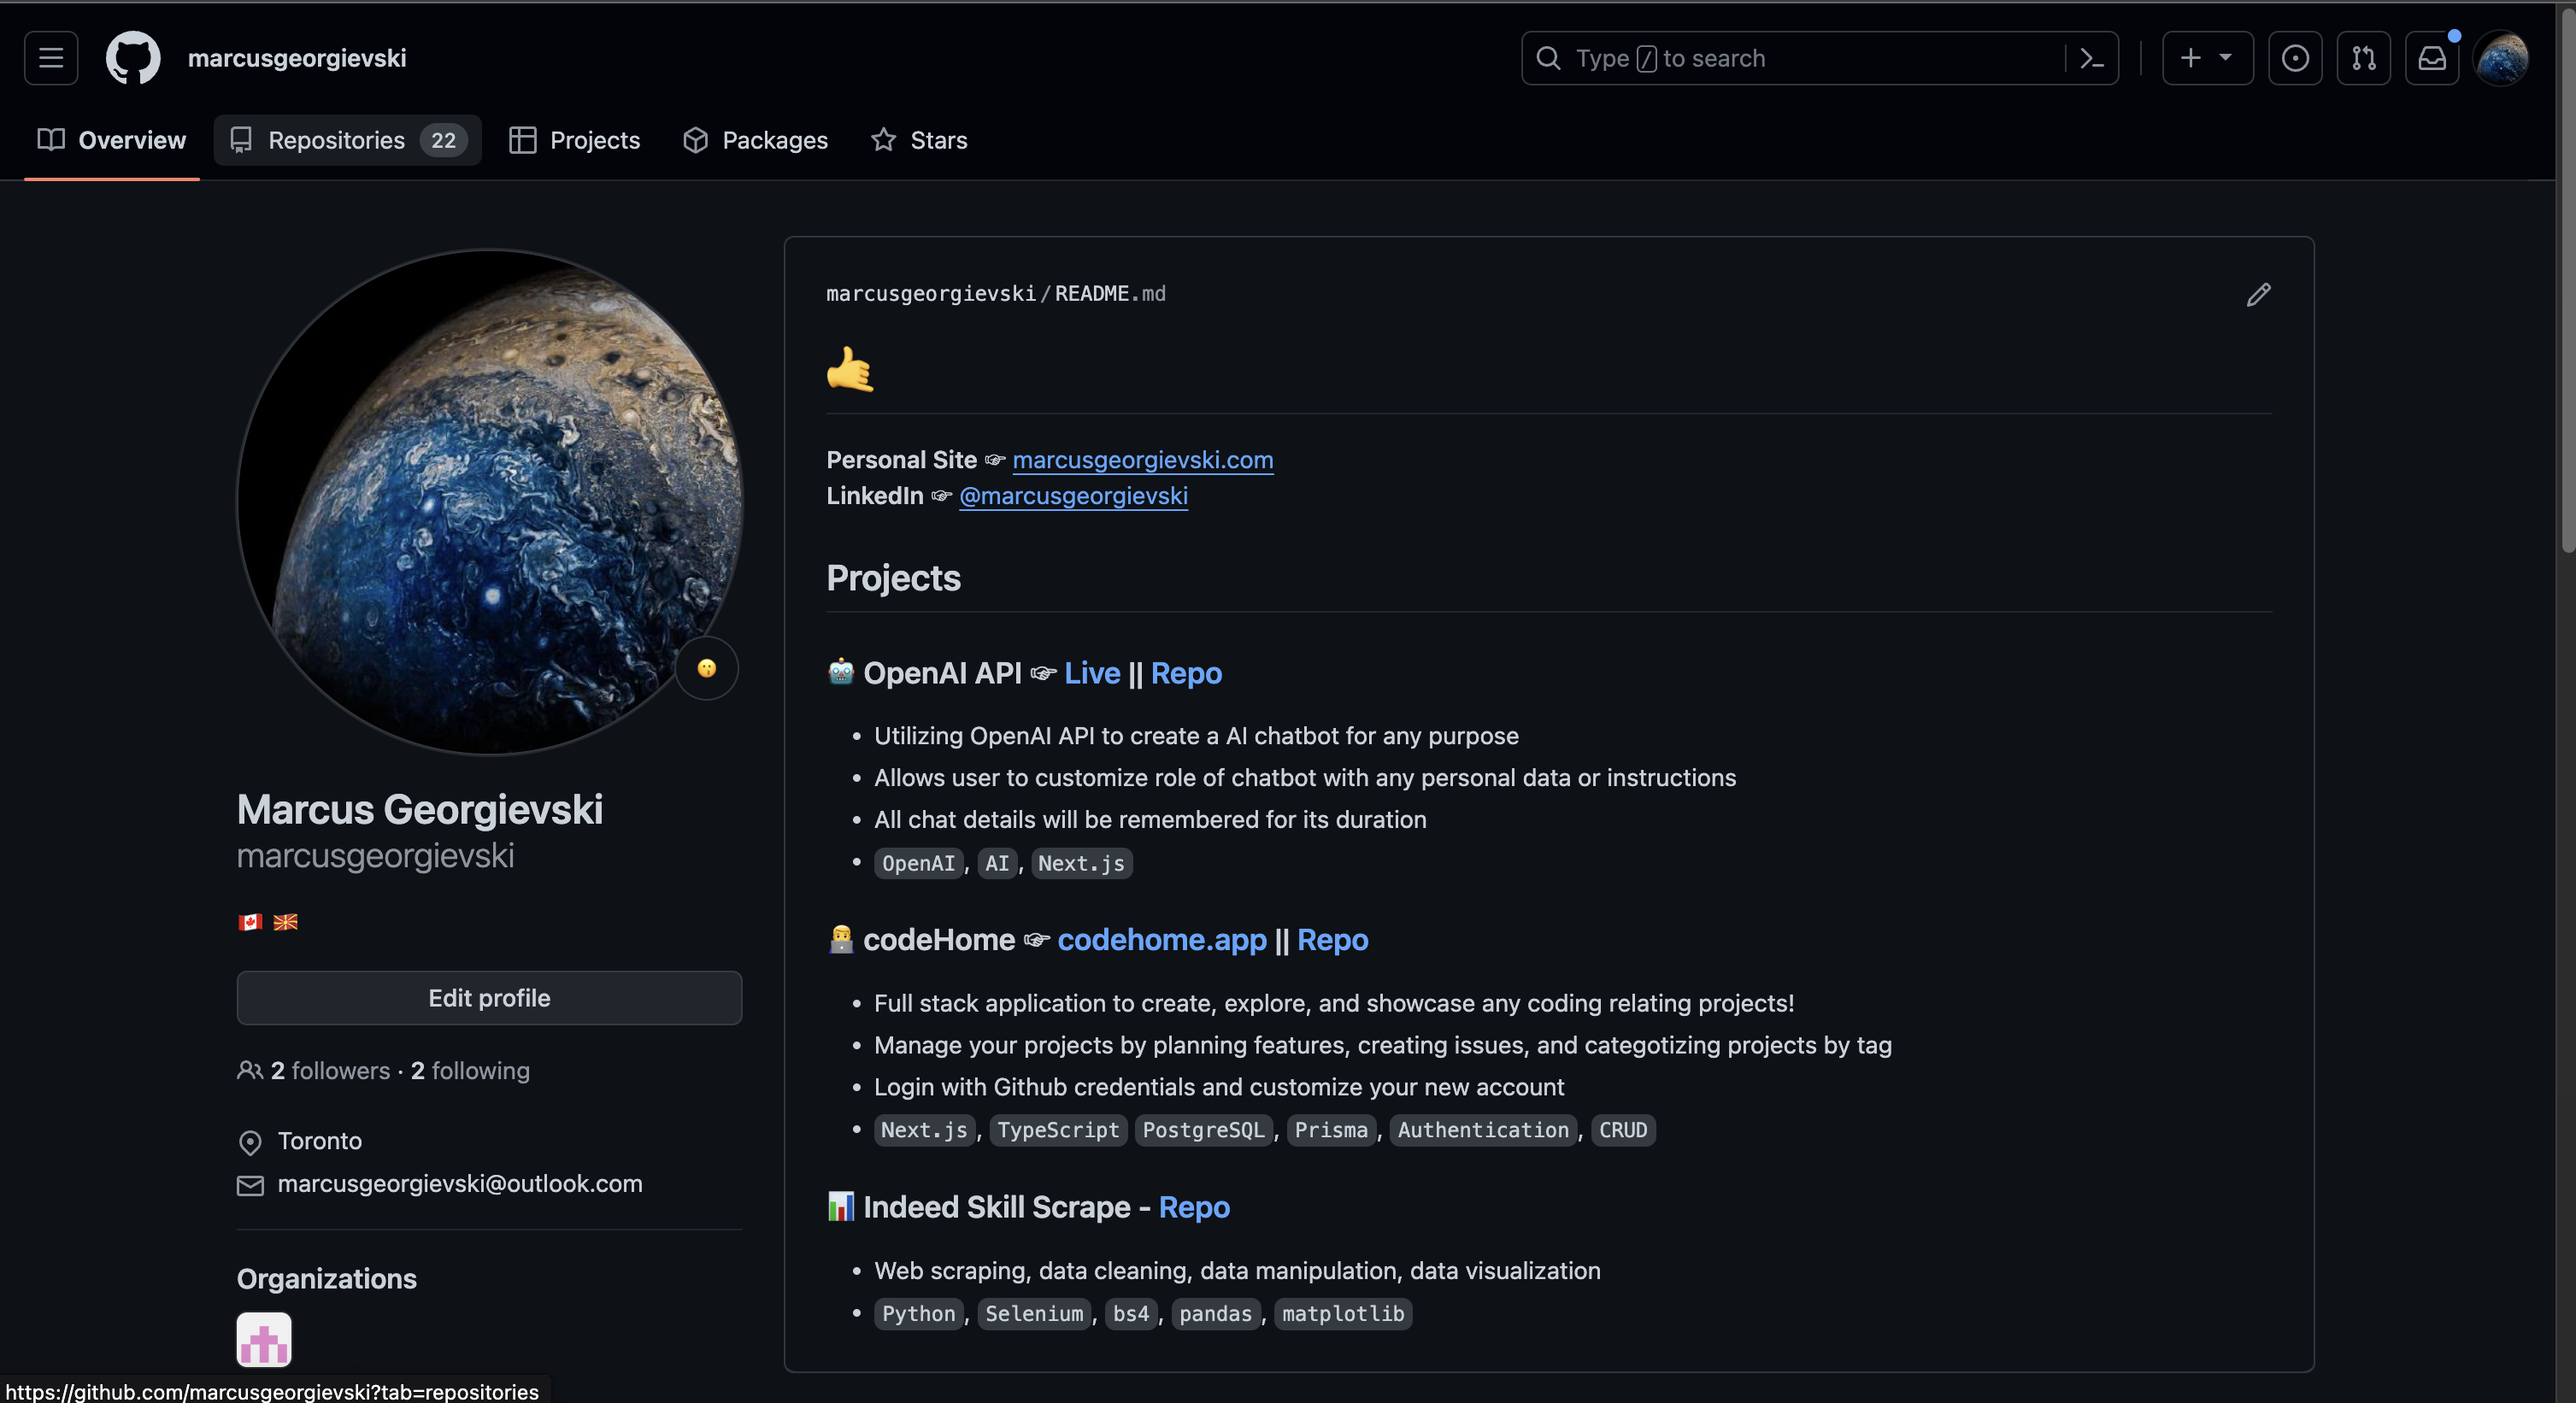 marcusgeorgievski
Type / to search
Overview
Repositories 22
Projects
Packages
Stars
marcusgeorgievski/README.md
Personal Site ☞ marcusgeorgievski.com
LinkedIn ☞ @marcusgeorgievski
Projects
🤖 OpenAI API ☞ Live || Repo
• Utilizing OpenAI API to create a AI chatbot for any purpose
• Allows user to customize role of chatbot with any personal data or instructions
• All chat details will be remembered for its duration
• OpenAI, AI, Next.js
👨‍💻 codeHome ☞ codehome.app || Repo
• Full stack application to create, explore, and showcase any coding relating projects!
• Manage your projects by planning features, creating issues, and categotizing projects by tag
• Login with Github credentials and customize your new account
• Next.js, TypeScript PostgreSQL, Prisma, Authentication, CRUD
📊 Indeed Skill Scrape - Repo
• Web scraping, data cleaning, data manipulation, data visualization
• Python, Selenium, bs4, pandas, matplotlib
Marcus Georgievski
marcusgeorgievski
🇨🇦 🇲🇰
Edit profile
2 followers · 2 following
Toronto
marcusgeorgievski@outlook.com
Organizations
https://github.com/marcusgeorgievski?tab=repositories